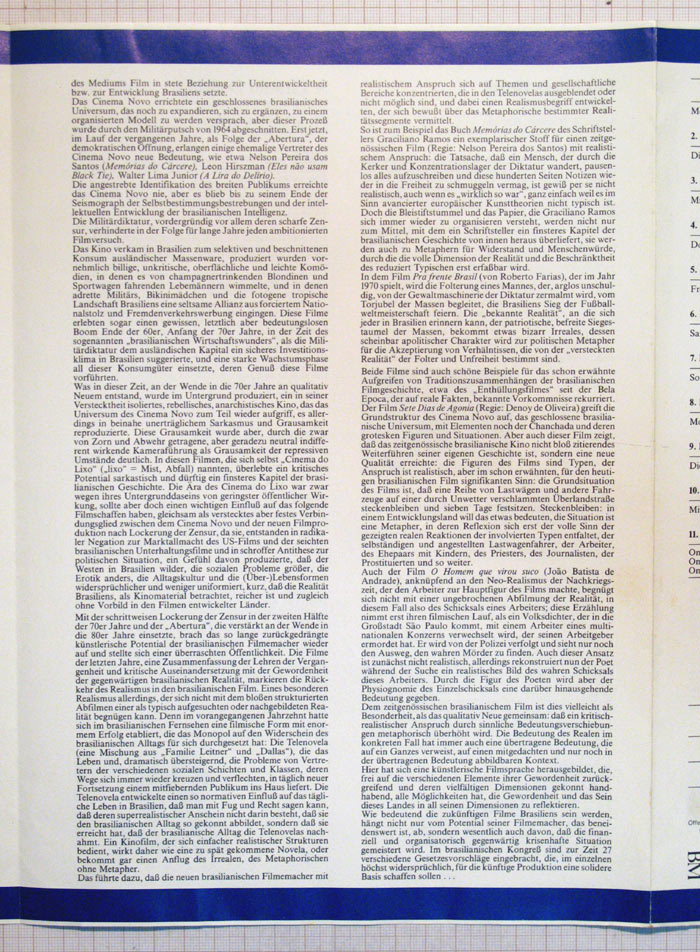 des Mediums Film in stete Beziehung zur Unterentwickeltheit
bzw. zur Entwicklung Brasiliens setzte.
Das Cinema Novo errichtete ein geschlossenes brasilianisches
Universum, das noch zu expandieren, sich zu ergänzen, zu einem
organisierten Modell zu werden versprach, aber dieser Prozeß
wurde durch den Militärputsch von 1964 abgeschnitten. Erst jetzt,
im Lauf der vergangenen Jahre, als Folge der „Abertura", der
demokratischen Öffnung, erlangen einige ehemalige Vertreter des
Cinema Novo neue Bedeutung, wie etwa Nelson Pereira dos
Santos (Memórias do Cárcere), Leon Hirszman (Eles não usam
Black Tie), Walter Lima Junior (A Lira do Delírio).
Die angestrebte Identifikation des breiten Publikums erreichte
das Cinema Novo nie, aber es blieb bis zu seinem Ende der
Seismograph der Selbstbestimmungsbestrebungen und der intel-
lektuellen Entwicklung der brasilianischen Intelligenz.
Die Militärdiktatur, vordergründig vor allem deren scharfe Zen-
sur, verhinderte in der Folge für lange Jahre jeden ambitionierten
Filmversuch.
Das Kino verkam in Brasilien zum selektiven und beschnittenen
Konsum ausländischer Massenware, produziert wurden vor-
nehmlich billige, unkritische, oberflächliche und leichte Komö-
dien, in denen es von champagnertrinkenden Blondinen und
Sportwagen fahrenden Lebemännern wimmelte, und in denen
adrette Militärs, Bikinimädchen und die fotogene tropische
Landschaft Brasiliens eine seltsame Allianz aus forciertem Natio-
nalstolz und Fremdenverkehrswerbung eingingen. Diese Filme
erlebten sogar einen gewissen, letztlich aber bedeutungslosen
Boom Ende der 60er, Anfang der 70er Jahre, in der Zeit des
sogenannten „brasilianischen Wirtschaftswunders", als die Mili-
tärdiktatur dem ausländischen Kapital ein sicheres Investitions-
klima in Brasilien suggerierte, und eine starke Wachstumsphase
all dieser Konsumgüter einsetzte, deren Genuß diese Filme
vorführten.
Was in dieser Zeit, an der Wende in die 70er Jahre an qualitativ
Neuem entstand, wurde im Untergrund produziert, ein in seiner
Verstecktheit isoliertes, rebellisches, anarchistisches Kino, das das
Universum des Cinema Novo zum Teil wieder aufgriff, es aller-
dings in beinahe unerträglichem Sarkasmus und Grausamkeit
reproduzierte. Diese Grausamkeit wurde aber, durch die zwar
von Zorn und Abwehr getragene, aber geradezu neutral indiffe-
rent wirkende Kameraführung als Grausamkeit der repressiven
Umstände deutlich. In diesen Filmen, die sich selbst „Cinema do
Lixo" („lixo" = Mist, Abfall) nannten, überlebte ein kritisches
Potential sarkastisch und dürftig ein finsteres Kapitel der brasi-
lianischen Geschichte. Die Ära des Cinema do Lixo war zwar
wegen ihres Untergrunddaseins von geringster öffentlicher Wir-
kung, sollte aber doch einen wichtigen Einfluß auf das folgende
Filmschaffen haben, gleichsam als verstecktes aber festes Verbin-
dungsglied zwischen dem Cinema Novo und der neuen Filmpro-
duktion nach Lockerung der Zensur, da sie, entstanden in radika-
ler Negation zur Marktallmacht des US-Films und der seichten
brasilianischen Unterhaltungsfilme und in schroffer Antithese zur
politischen Situation, ein Gefühl davon produzierte, daß der
Westen in Brasilien wilder, die sozialen Probleme größer, die
Erotik anders, die Alltagskultur und die (Über-)Lebensformen
widersprüchlicher und weniger uniformiert, kurz, daß die Realität
Brasiliens, als Kinomaterial betrachtet, reicher ist und zugleich
ohne Vorbild in den Filmen entwickelter Länder.
Mit der schrittweisen Lockerung der Zensur in der zweiten Hälfte
der 70er Jahre und der „Abertura", die verstärkt an der Wende in
die 80er Jahre einsetzte, brach das so lange zurückgedrängte
künstlerische Potential der brasilianischen Filmemacher wieder
auf und stellte sich einer überraschten Öffentlichkeit. Die Filme
der letzten Jahre, eine Zusammenfassung der Lehren der Vergan-
genheit und kritische Auseinandersetzung mit der Gewordenheit
der gegenwärtigen brasilianischen Realität, markieren die Rück-
kehr des Realismus in den brasilianischen Film. Eines besonderen
Realismus allerdings, der sich nicht mit dem bloßen strukturierten
Abfilmen einer als typisch aufgesuchten oder nachgebildeten Rea-
lität begnügen kann. Denn im vorangegangenen Jahrzehnt hatte
sich im brasilianischen Fernsehen eine filmische Form mit enor-
mem Erfolg etabliert, die das Monopol auf den Widerschein des
brasilianischen Alltags für sich durchgesetzt hat: Die Telenovela
(eine Mischung aus „Familie Leitner" und „Dallas"), die das
Leben und, dramatisch übersteigernd, die Probleme von Vertre-
tern der verschiedenen sozialen Schichten und Klassen, deren
Wege sich immer wieder kreuzen und verflechten, in täglich neuer
Fortsetzung einem mitfiebernden Publikum ins Haus liefert. Die
Telenovela entwickelte einen so normativen Einfluß auf das tägli-
che Leben in Brasilien, daß man mit Fug und Recht sagen kann,
daß deren superrealistischer Anschein nicht darin besteht, daß sie
den brasilianischen Alltag so gekonnt abbildet, sondern daß sie
erreicht hat, daß der brasilianische Alltag die Telenovelas nach-
ahmt. Ein Kinofilm, der sich einfacher realistischer Strukturen
bedient, wirkt daher wie eine zu spät gekommene Novela, oder
bekommt gar einen Anflug des Irrealen, des Metaphorischen
ohne Metapher.
Das führte dazu, daß die neuen brasilianischen Filmemacher mit
realistischem Anspruch sich auf Themen und gesellschaftliche
Bereiche konzentrierten, die in den Telenovelas ausgeblendet oder
nicht möglich sind, und dabei einen Realismusbegriff entwickel-
ten, der sich bewußt über das Metaphorische bestimmter Reali-
tätssegmente vermittelt.
So ist zum Beispiel das Buch Memórias do Cárcere des Schriftstel-
lers Graciliano Ramos ein exemplarischer Stoff für einen zeitge-
nössischen Film (Regie: Nelson Pereira dos Santos) mit realisti-
schem Anspruch: die Tatsache, daß ein Mensch, der durch die
Kerker und Konzentrationslager der Diktatur wandert, pausen-
los alles aufzuschreiben und diese hunderten Seiten Notizen wie-
der in die Freiheit zu schmuggeln vermag, ist gewiß per se nicht
realistisch, auch wenn es „wirklich so war", ganz einfach weil es im
Sinn avancierter europäischer Kunsttheorien nicht typisch ist.
Doch die Bleistiftstummel und das Papier, die Graciliano Ramos
sich immer wieder zu organisieren versteht, werden nicht nur
zum Mittel, mit dem ein Schriftsteller ein finsteres Kapitel der
brasilianischen Geschichte von innen heraus überliefert, sie wer-
den auch zu Metaphern für Widerstand und Menschenwürde,
durch die die volle Dimension der Realität und die Beschränktheit
des reduziert Typischen erst erfaßbar wird.
In dem Film Pra frente Brasil (von Roberto Farias), der im Jahr
1970 spielt, wird die Folterung eines Mannes, der, arglos unschul-
dig, von der Gewaltmaschinerie der Diktatur zermalmt wird, vom
Torjubel der Massen begleitet, die Brasiliens Sieg der Fußball-
weltmeisterschaft feiern. Die „bekannte Realität", an die sich
jeder in Brasilien erinnern kann, der patriotische, befreite Sieges-
taumel der Massen, bekommt etwas bizarr Irreales, dessen
scheinbar apolitischer Charakter wird zur politischen Metapher
für die Akzeptierung von Verhältnissen, die von der „versteckten
Realität" der Folter und Unfreiheit bestimmt sind.
Beide Filme sind auch schöne Beispiele für das schon erwähnte
Aufgreifen von Traditionszusammenhängen der brasilianischen
Filmgeschichte, etwa des „Enthüllungsfilmes" seit der Bela
Epoca, der auf reale Fakten, bekannte Vorkommnisse rekurriert.
Der Film Sete Dias de Agonia (Regie: Denoy de Oliveira) greift die
Grundstruktur des Cinema Novo auf, das geschlossene brasilia-
nische Universum, mit Elementen noch der Chanchada und deren
grotesken Figuren und Situationen. Aber auch dieser Film zeigt,
daß das zeitgenössische brasilianische Kino nicht bloß zitierendes
Weiterführen seiner eigenen Geschichte ist, sondern eine neue
Qualität erreichte: die Figuren des Films sind Typen, der
Anspruch ist realistisch, aber im schon erwähnten, für den heuti-
gen brasilianischen Film signifikanten Sinn: die Grundsituation
des Films ist, daß eine Reihe von Lastwägen und andere Fahr-
zeuge auf einer durch Unwetter verschlammten Überlandstraße
steckenbleiben und sieben Tage festsitzen. Steckenbleiben: in
einem Entwicklungsland will das etwas bedeuten, die Situation ist
eine Metapher, in deren Reflexion sich erst der volle Sinn der
gezeigten realen Reaktionen der involvierten Typen entfaltet, der
selbständigen und angestellten Lastwagenfahrer, der Arbeiter,
des Ehepaars mit Kindern, des Priesters, des Journalisten, der
Prostituierten und so weiter.
Auch der Film O Homem que virou suco (João Batista de
Andrade), anknüpfend an den Neo-Realismus der Nachkriegs-
zeit, der den Arbeiter zur Hauptfigur des Films machte, begnügt
sich nicht mit einer ungebrochenen Abfilmung der Realität, in
diesem Fall also des Schicksals eines Arbeiters; diese Erzählung
nimmt erst ihren filmischen Lauf, als ein Volksdichter, der in die
Großstadt São Paulo kommt, mit einem Arbeiter eines multi-
nationalen Konzerns verwechselt wird, der seinen Arbeitgeber
ermordet hat. Er wird von der Polizei verfolgt und sieht nur noch
den Ausweg, den wahren Mörder zu finden. Auch dieser Ansatz
ist zunächst nicht realistisch, allerdings rekonstruiert nun der Poet
während der Suche ein realistisches Bild des wahren Schicksals
dieses Arbeiters. Durch die Figur des Poeten wird aber der
Physiognomie des Einzelschicksals eine darüber hinausgehende
Bedeutung gegeben.
Dem zeitgenössischen brasilianischen Film ist dies vielleicht als
Besonderheit, als das qualitativ Neue gemeinsam: daß ein kritisch-
realistischer Anspruch durch sinnliche Bedeutungsverschiebun-
gen metaphorisch überhöht wird. Die Bedeutung des Realen im
konkreten Fall hat immer auch eine übertragene Bedeutung, die
auf ein Ganzes verweist, auf einen mitgedachten und nur noch in
der übertragenen Bedeutung abbildbaren Kontext.
Hier hat sich eine künstlerische Filmsprache herausgebildet, die,
frei auf die verschiedenen Elemente ihrer Gewordenheit zurück-
greifend und deren vielfältigen Dimensionen gekonnt hand-
habend, alle Möglichkeiten hat, die Gewordenheit und das Sein
dieses Landes in all seinen Dimensionen zu reflektieren.
Wie bedeutend die zukünftigen Filme Brasiliens sein werden,
hängt nicht nur vom Potential seiner Filmemacher, das benei-
denswert ist, ab, sondern wesentlich auch davon, daß die finan-
ziell und organisatorisch gegenwärtig krisenhafte Situation
gemeistert wird. Im brasilianischen Kongreß sind zur Zeit 27
verschiedene Gesetzesvorschläge eingebracht, die, im einzelnen
höchst widersprüchlich, für die künftige Produktion eine solidere
Basis schaffen sollen . . .
2.
3.
4.
5.
Fr
6.
Sa
7.
So
8.
9.
10.
Mi
11.
On
On
On
BM